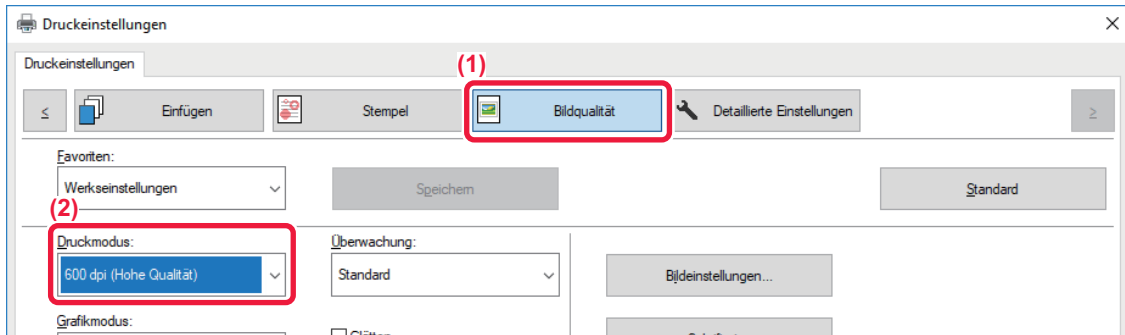 Druckeinstellungen
Druckeinstellungen
(1)
< Einfügen Stempel Bildqualität Detaillierte Einstellungen >
Favoriten:
Werkseinstellungen Speichern Standard
(2)
Druckmodus: Überwachung:
600 dpi (Hohe Qualität) Standard Bildeinstellungen...
Grafikmodus: